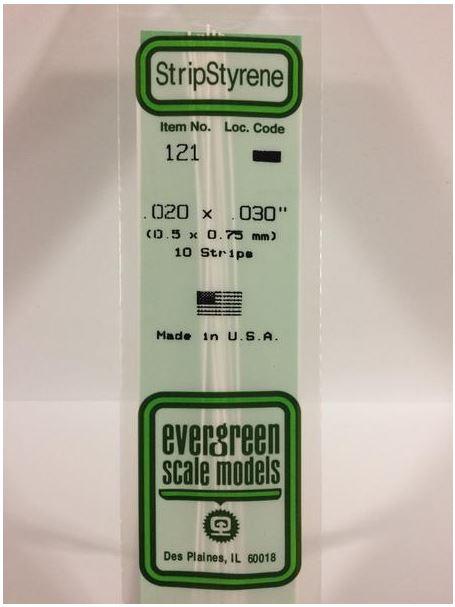 StripStyrene
Item No. Loc. Code
121
.020 x .030"
(0.5 x 0.75 mm)
10 Strips
Made in U.S.A.
evergreen
scale models
Des Plaines, IL 60018